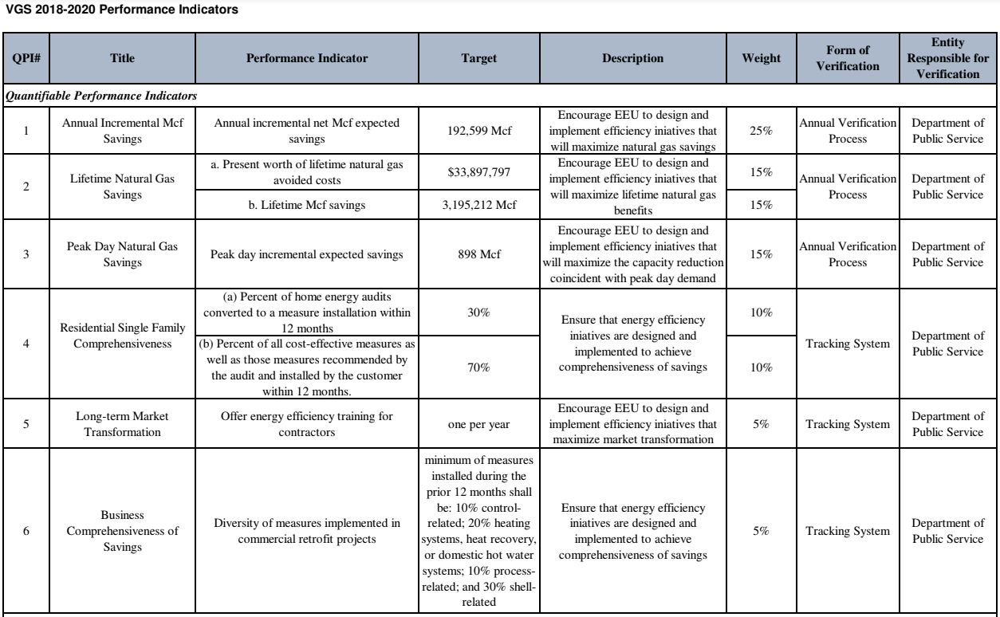 VGS 2018-2020 Performance Indicators
QPI#
Title
Performance Indicator
Target
Description
Weight
Form of
Verification
Entity
Responsible for
Verification
Quantifiable Performance Indicators
1
Annual Incremental Mcf
Savings
Annual incremental net Mcf expected
savings
192,599 Mcf
Encourage EEU to design and
implement efficiency iniatives that
will maximize natural gas savings
25%
Annual Verification
Process
Department of
Public Service
2
Lifetime Natural Gas
Savings
a. Present worth of lifetime natural gas
avoided costs
$33,897,797
b. Lifetime Mcf savings
3,195,212 Mcf
Encourage EEU to design and
implement efficiency iniatives that
will maximize lifetime natural gas
benefits
15%
15%
Annual Verification
Process
Department of
Public Service
3
Peak Day Natural Gas
Savings
Peak day incremental expected savings
898 Mcf
Encourage EEU to design and
implement efficiency iniatives that
will maximize the capacity reduction
coincident with peak day demand
15%
Annual Verification
Process
Department of
Public Service
4
Residential Single Family
Comprehensiveness
(a) Percent of home energy audits
converted to a measure installation within
12 months
30%
(b) Percent of all cost-effective measures as
well as those measures recommended by
the audit and installed by the customer
within 12 months.
70%
Ensure that energy efficiency
iniatives are designed and
implemented to achieve
comprehensiveness of savings
10%
10%
Tracking System
Department of
Public Service
5
Long-term Market
Transformation
Offer energy efficiency training for
contractors
one per year
Encourage EEU to design and
implement efficiency iniatives that
maximize market transformation
5%
Tracking System
Department of
Public Service
6
Business
Comprehensiveness of
Savings
Diversity of measures implemented in
commercial retrofit projects
minimum of measures
installed during the
prior 12 months shall
be: 10% control-
related; 20% heating
systems, heat recovery,
or domestic hot water
systems; 10% process-
related; and 30% shell-
related
Ensure that energy efficiency
iniatives are designed and
implemented to achieve
comprehensiveness of savings
5%
Tracking System
Department of
Public Service